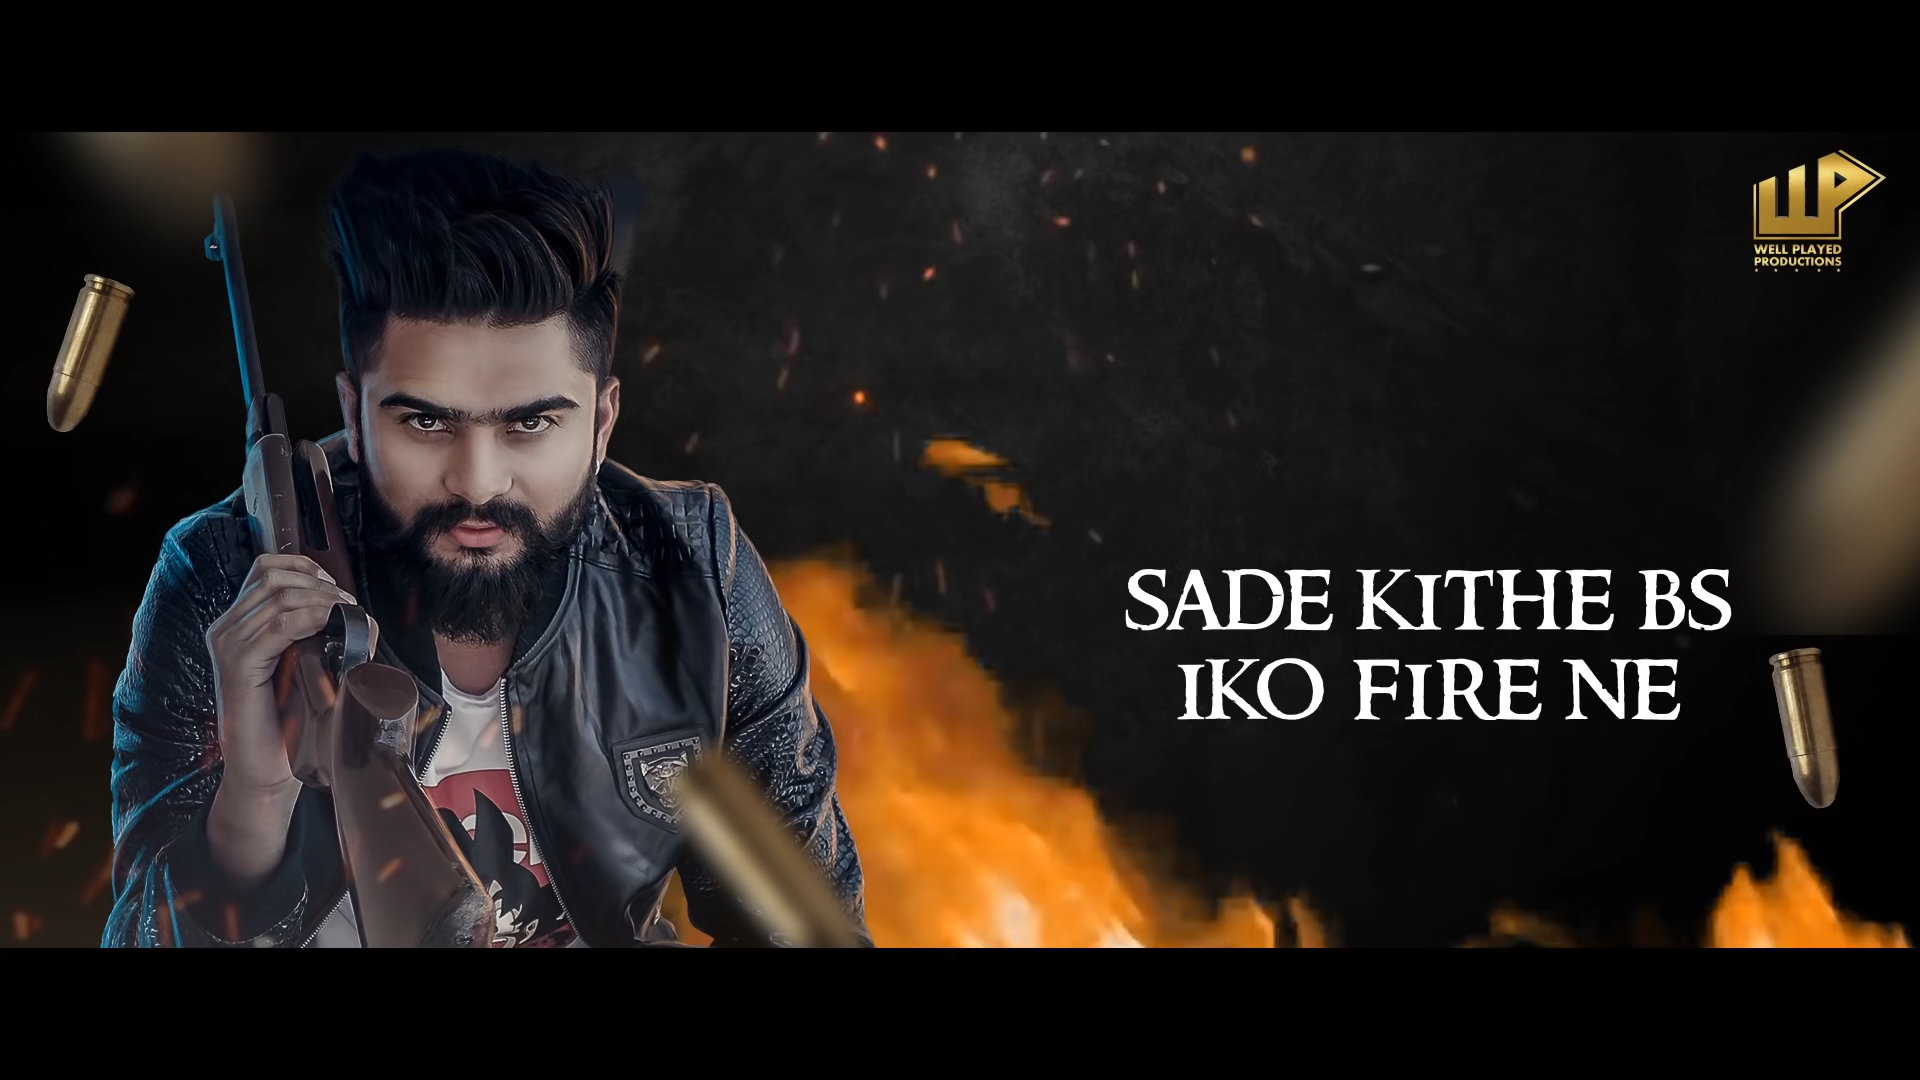 WELL PLAYED
PRODUCTIONS
SADE KITHE BS
IKO FIRE NE